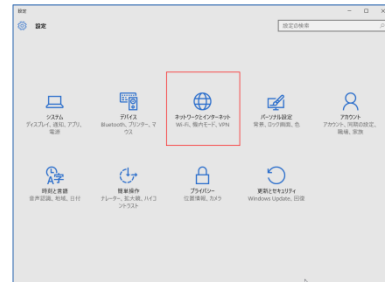 設定
設定
設定の検索
システム
ディスプレイ、通知、アプリ、
電源
デバイス
Bluetooth、プリンター、マ
ウス
ネットワークとインターネット
Wi-Fi、機内モード、VPN
パーソナル設定
背景、ロック画面、色
アカウント
アカウント、同期の設定、
職場、家族
時刻と言語
音声認識、地域、日付
簡単操作
ナレーター、拡大鏡、ハイコ
ントラスト
プライバシー
位置情報、カメラ
更新とセキュリティ
Windows Update、回復